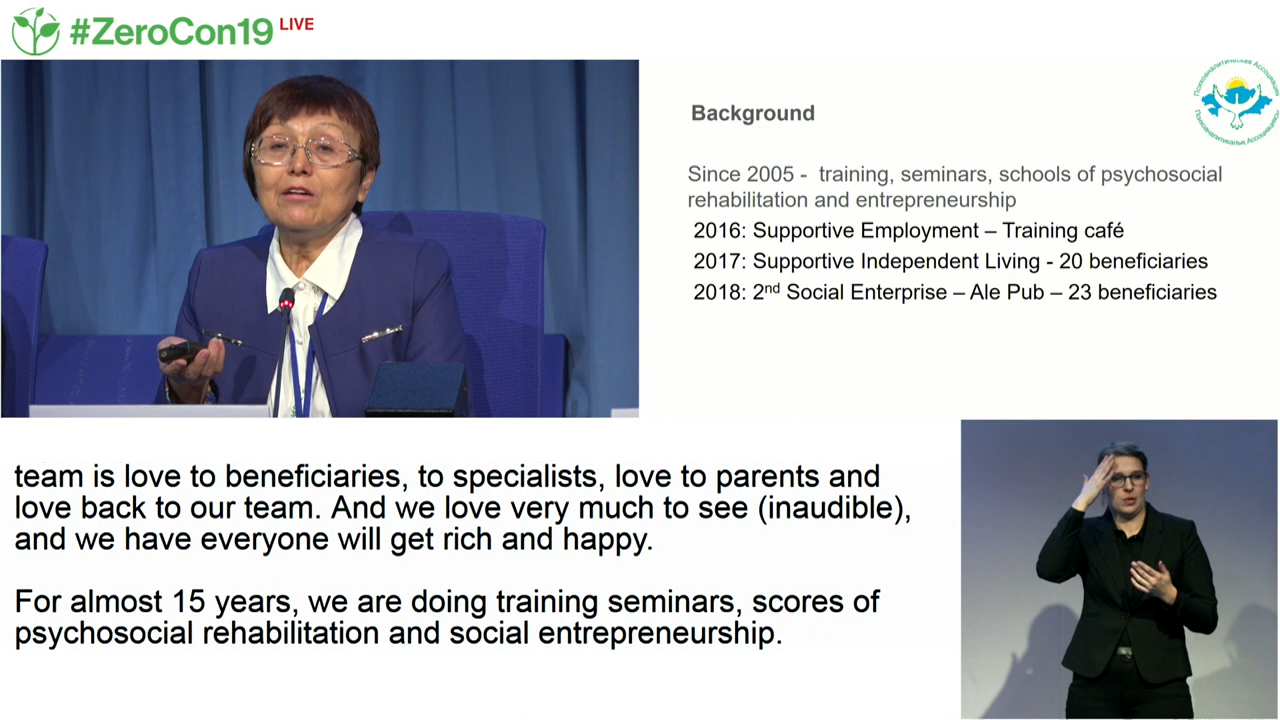 #ZeroCon19 LIVE
Background
Психоаналитическая Ассоциация
Психоаналитикалық Ассоциациясы
Since 2005 - training, seminars, schools of psychosocial
rehabilitation and entrepreneurship
2016: Supportive Employment – Training café
2017: Supportive Independent Living - 20 beneficiaries
2018: 2nd Social Enterprise – Ale Pub – 23 beneficiaries
team is love to beneficiaries, to specialists, love to parents and
love back to our team. And we love very much to see (inaudible),
and we have everyone will get rich and happy.
For almost 15 years, we are doing training seminars, scores of
psychosocial rehabilitation and social entrepreneurship.